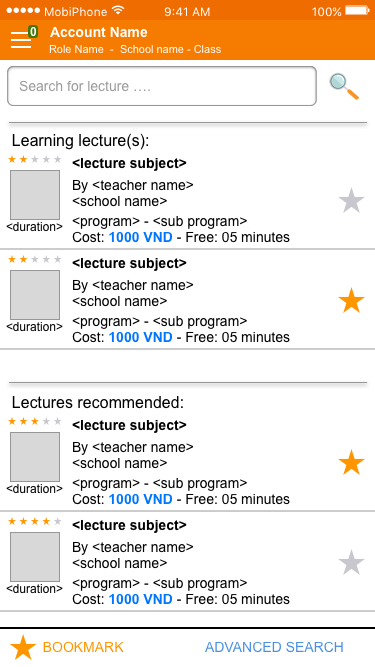 MobiPhone 9:41 AM 100%
0
Account Name
Role Name - School name - Class
Search for lecture ….
Learning lecture(s):
<lecture subject>
By <teacher name>
<school name>
<program> - <sub program>
<duration>
Cost: 1000 VND - Free: 05 minutes
<lecture subject>
By <teacher name>
<school name>
<program> - <sub program>
<duration>
Cost: 1000 VND - Free: 05 minutes
Lectures recommended:
<lecture subject>
By <teacher name>
<school name>
<program> - <sub program>
<duration>
Cost: 1000 VND - Free: 05 minutes
<lecture subject>
By <teacher name>
<school name>
<program> - <sub program>
<duration>
Cost: 1000 VND - Free: 05 minutes
BOOKMARK ADVANCED SEARCH